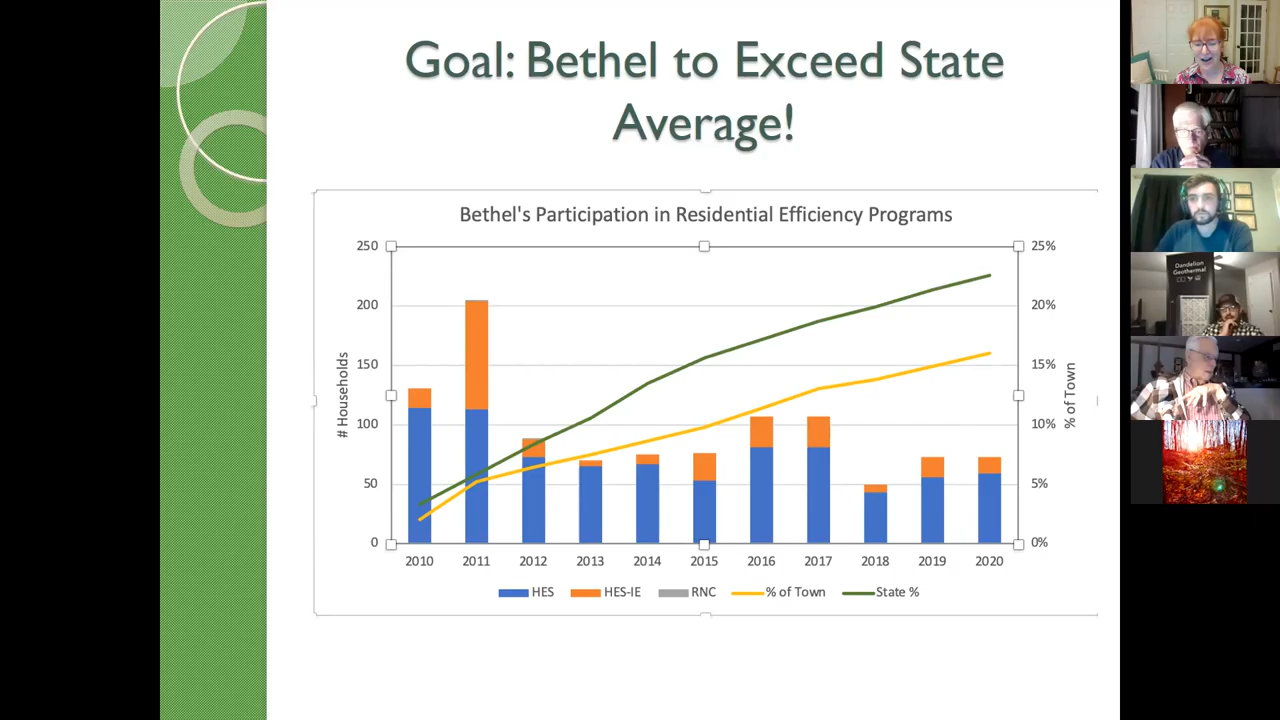 Goal: Bethel to Exceed State
Average!
Bethel's Participation in Residential Efficiency Programs
250
200
150
100
50
0
# Households
25%
20%
15%
10%
5%
0%
% of Town
2010 2011 2012 2013 2014 2015 2016 2017 2018 2019 2020
HES HES-IE RNC % of Town State %
Dandelion
Geothermal